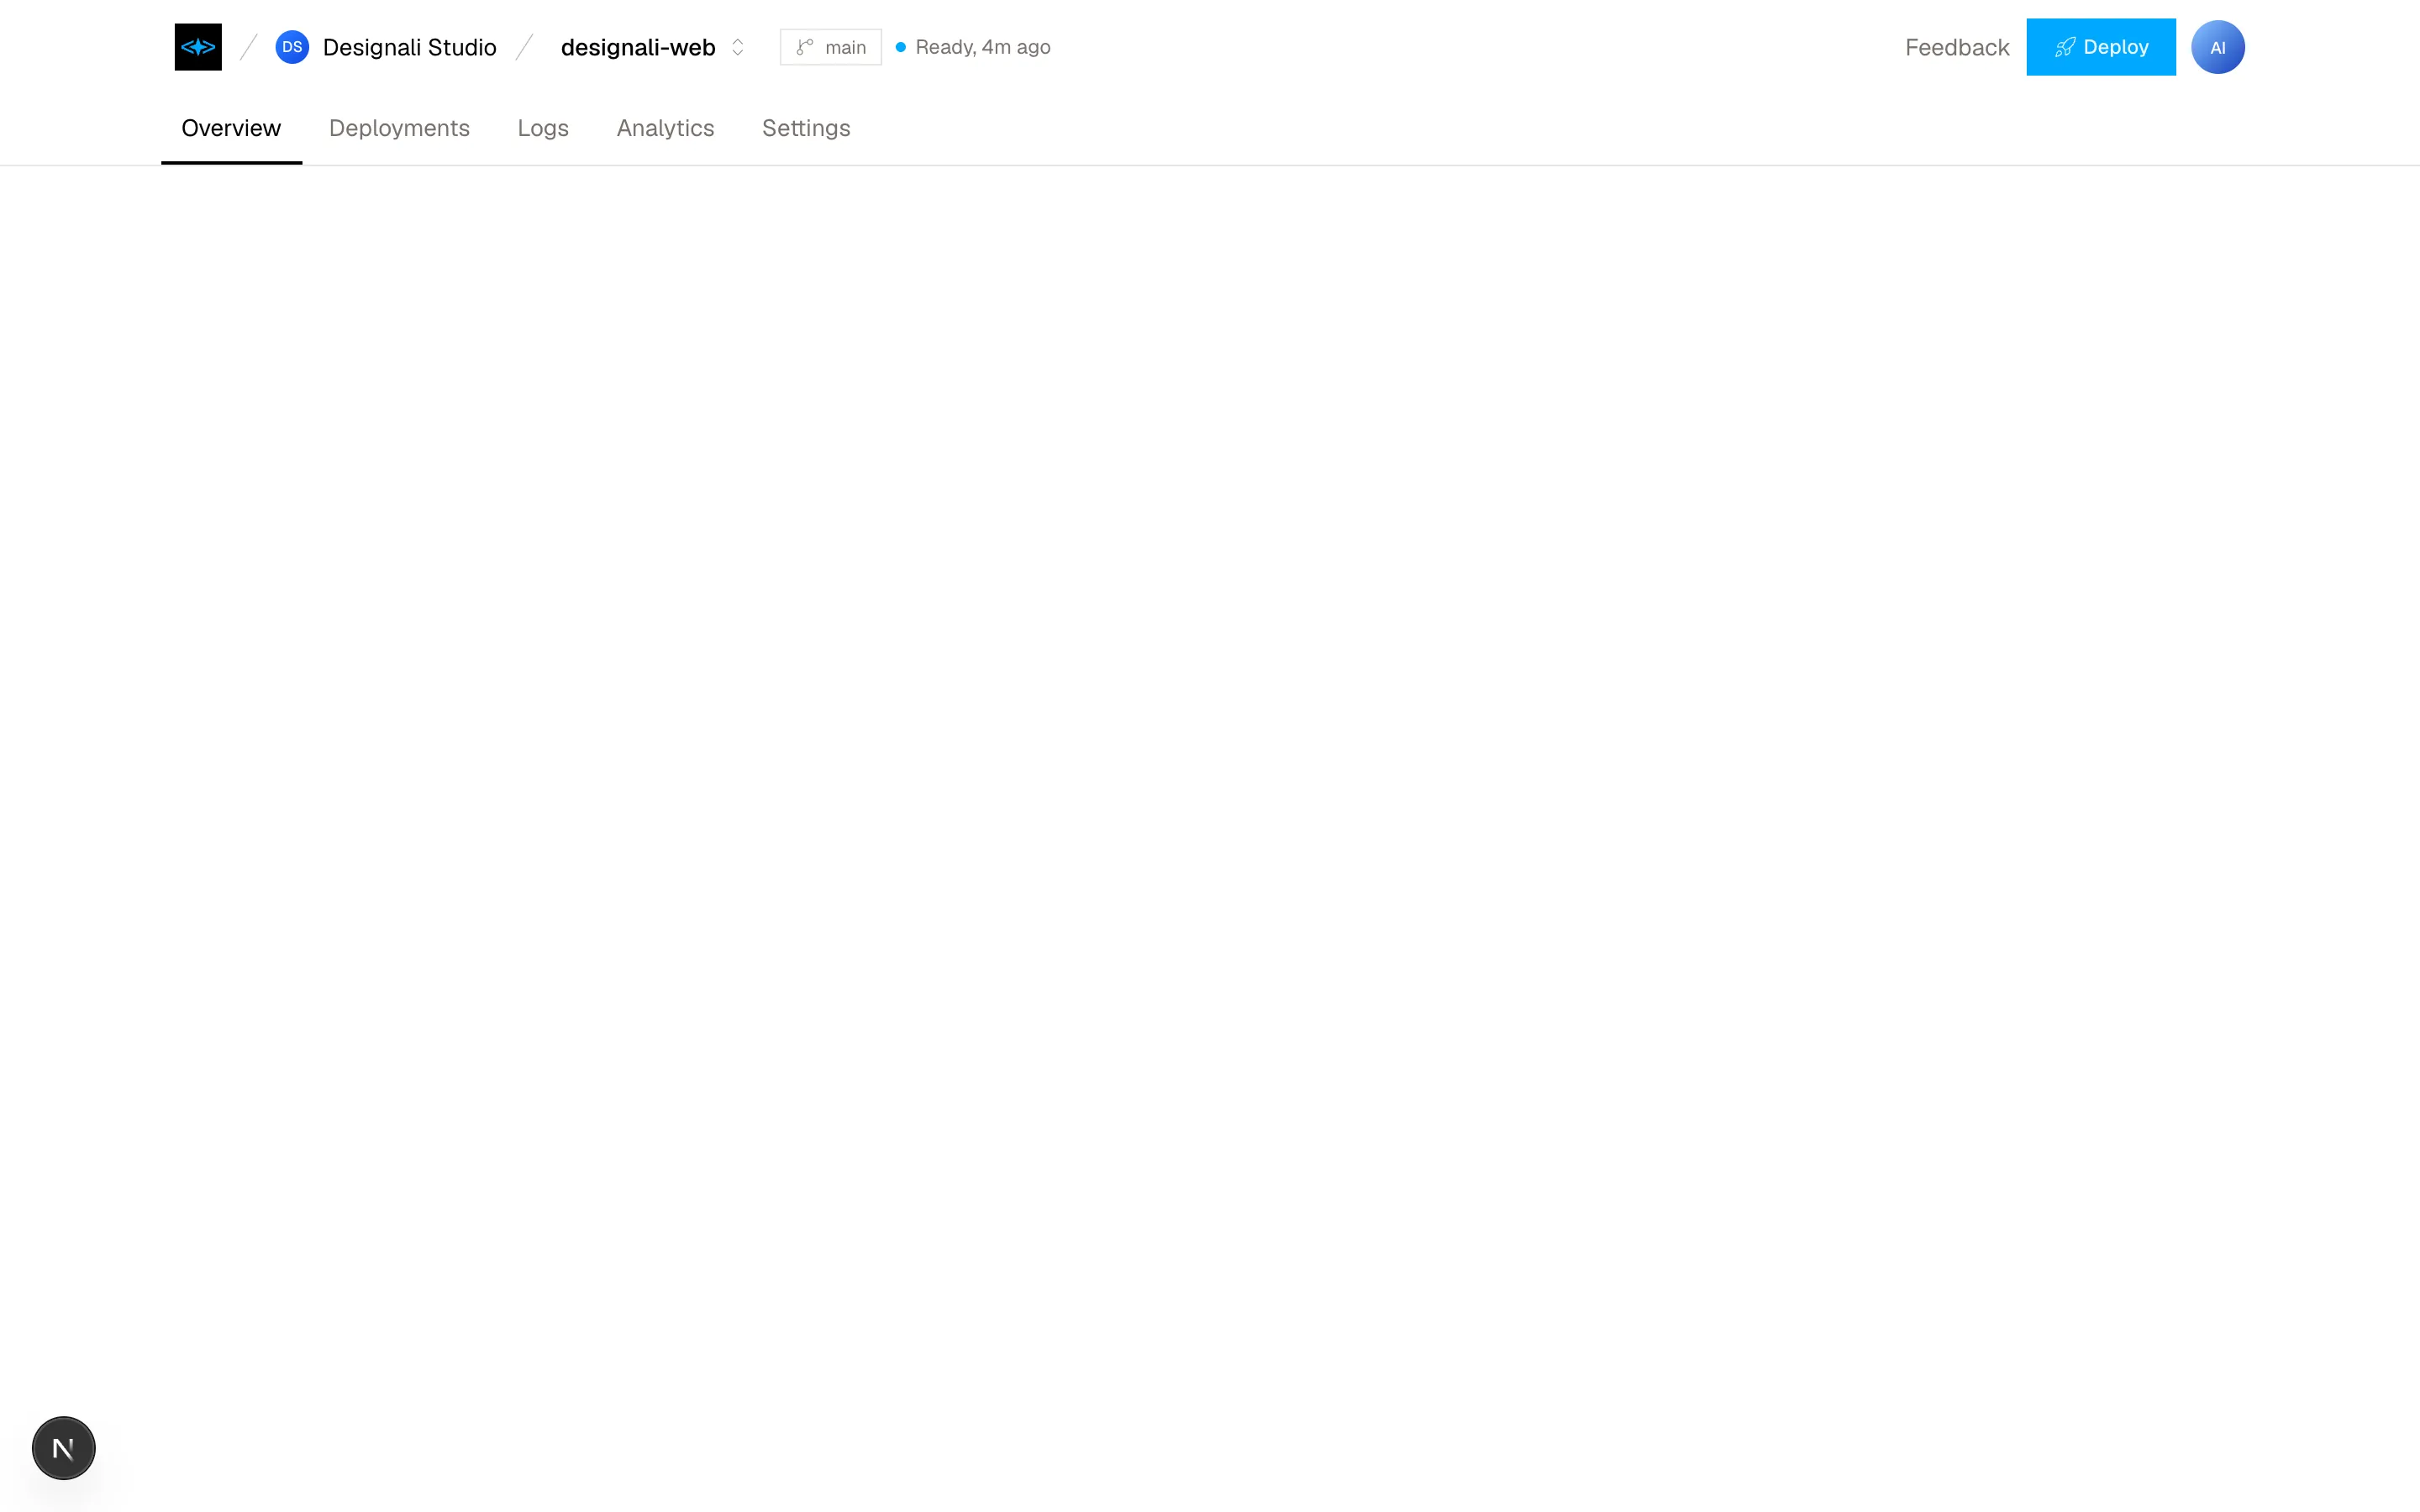 DS Designali Studio designali-web main Ready, 4m ago Feedback Deploy AI
Overview Deployments Logs Analytics Settings
N